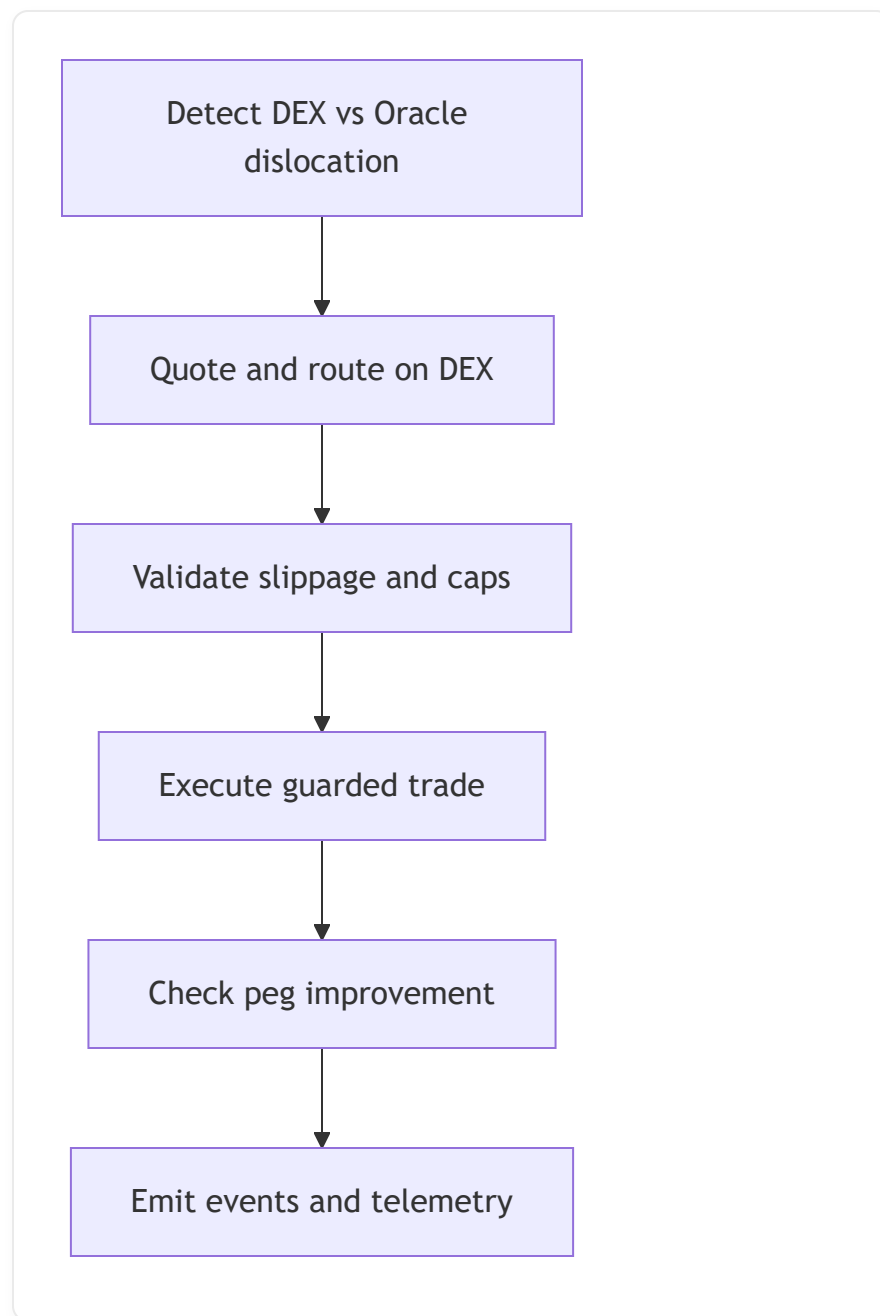 Detect DEX vs Oracle
dislocation
Quote and route on DEX
Validate slippage and caps
Execute guarded trade
Check peg improvement
Emit events and telemetry